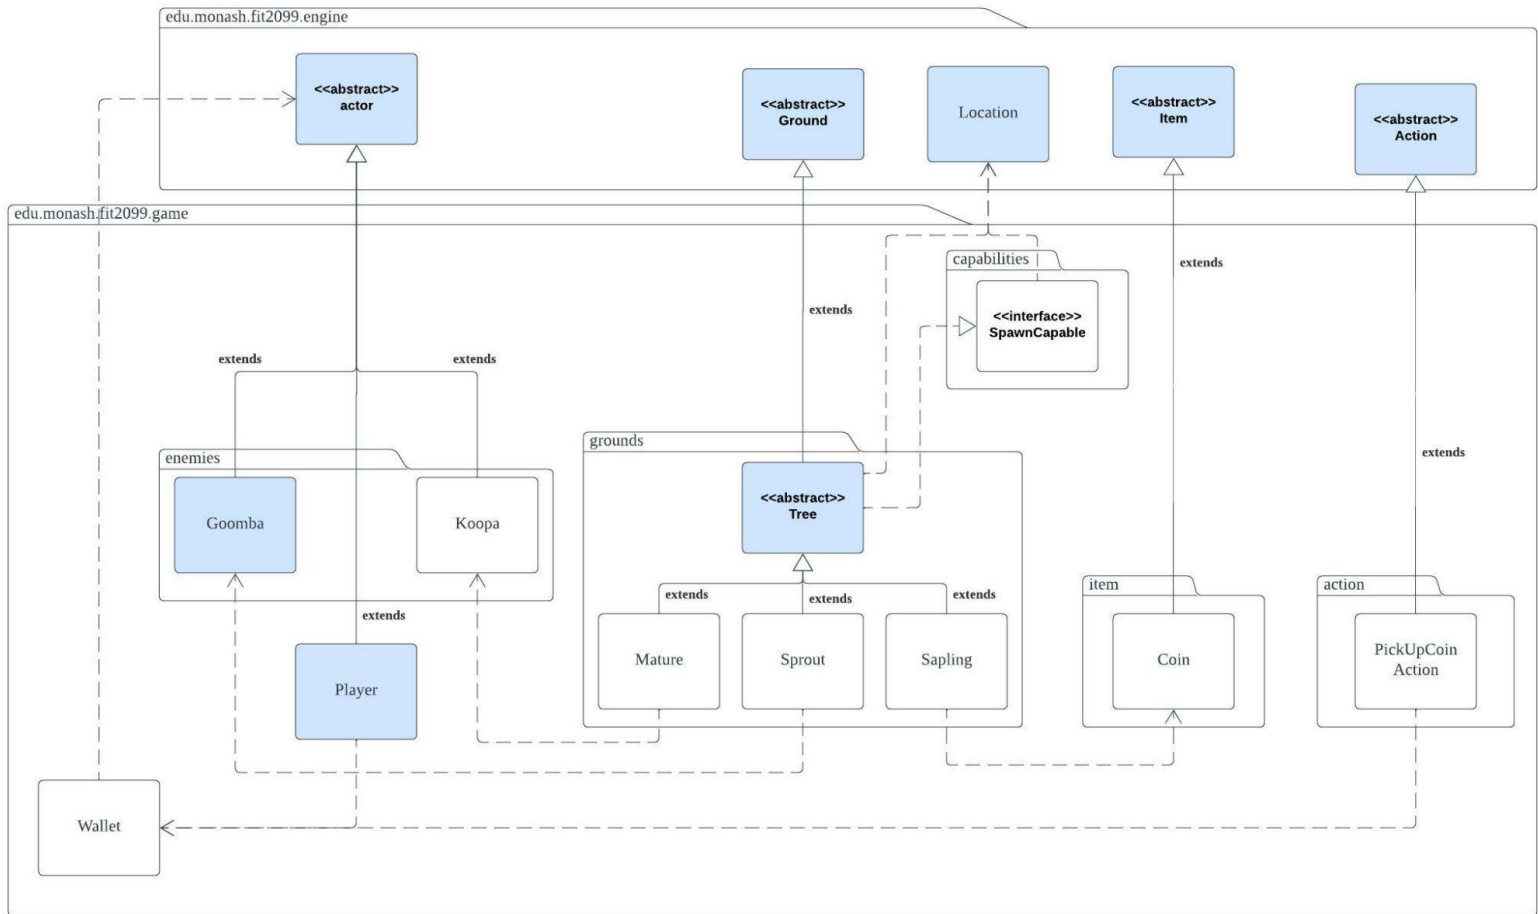 edu.monash.fit2099.engine
<<abstract>>
actor
<<abstract>>
Ground
Location
<<abstract>>
Item
<<abstract>>
Action
edu.monash.fit2099.game
capabilities
<<interface>>
SpawnCapable
extends
extends
extends
extends
extends
enemies
Goomba
Koopa
grounds
<<abstract>>
Tree
extends
extends
extends
extends
Mature
Sprout
Sapling
item
Coin
action
PickUpCoin
Action
Player
Wallet